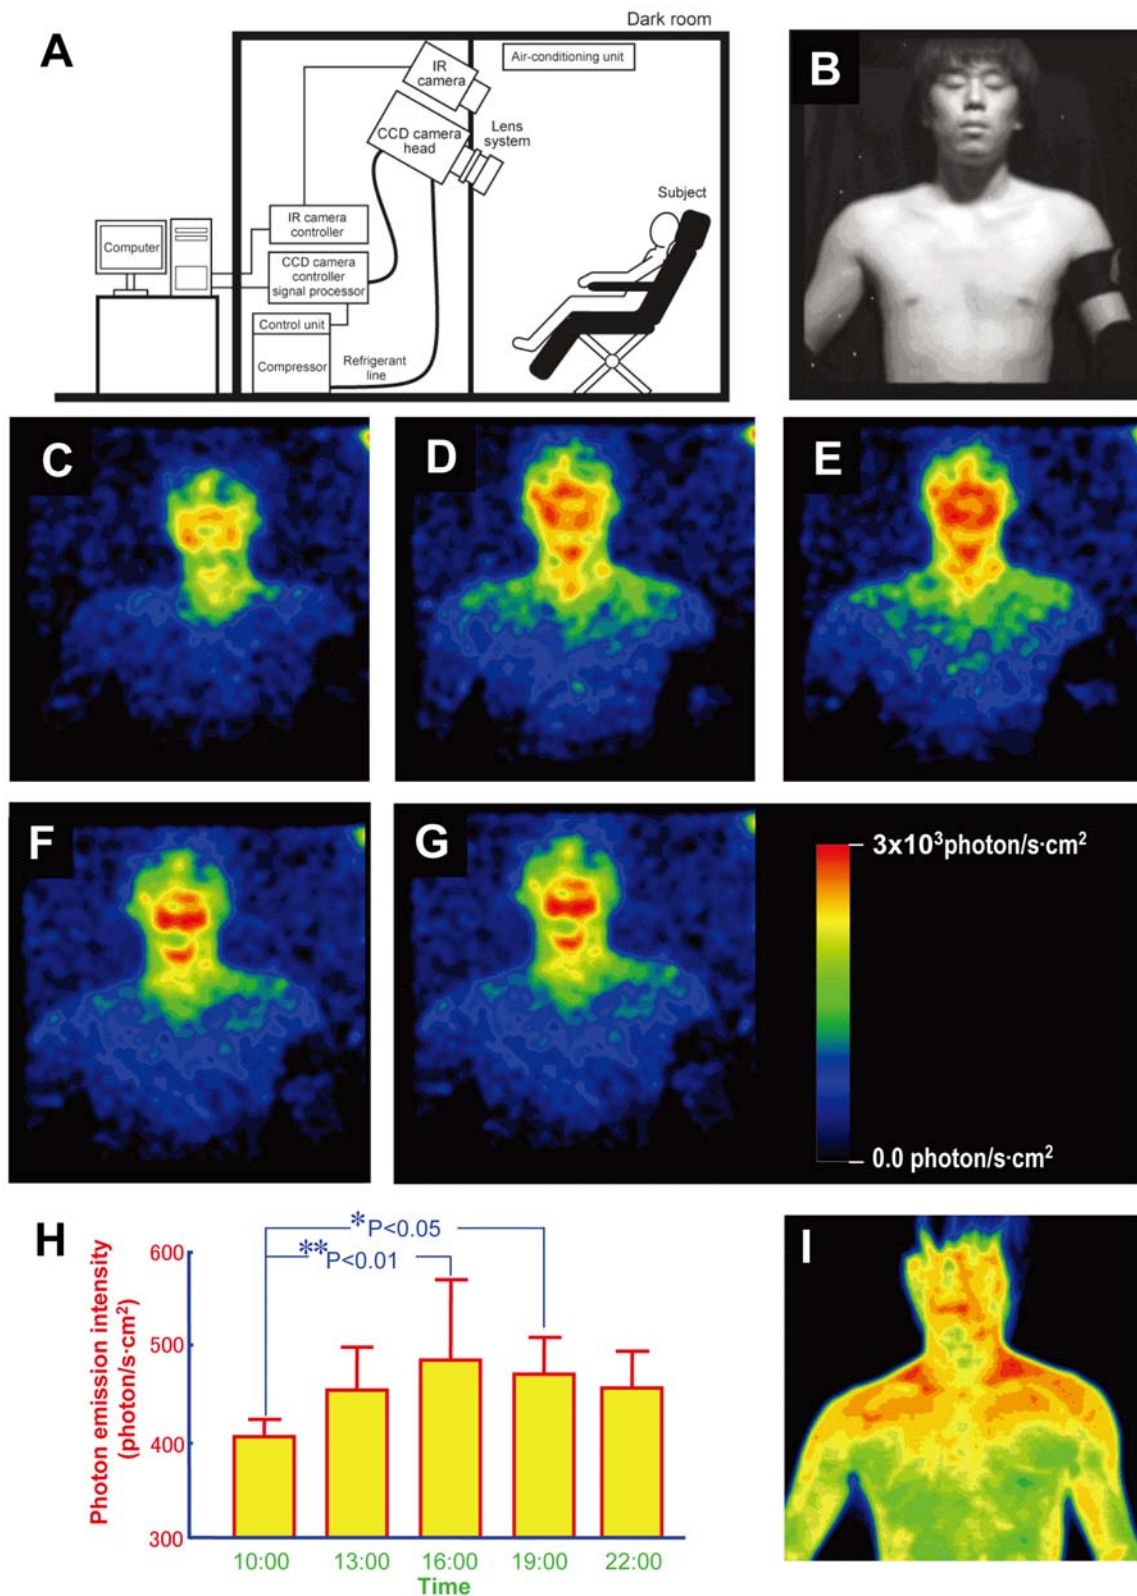 A
Dark room
IR
camera
Air-conditioning unit
CCD camera
head
Lens
system
Subject
IR camera
controller
Computer
CCD camera
controller
signal processor
Control unit
Compressor
Refrigerant
line
B
C
D
E
F
G
3x10³photon/s·cm²
0.0 photon/s·cm²
H
Photon emission intensity
(photon/s·cm²)
600
500
400
300
*P<0.05
**P<0.01
10:00
13:00
16:00
19:00
22:00
Time
I